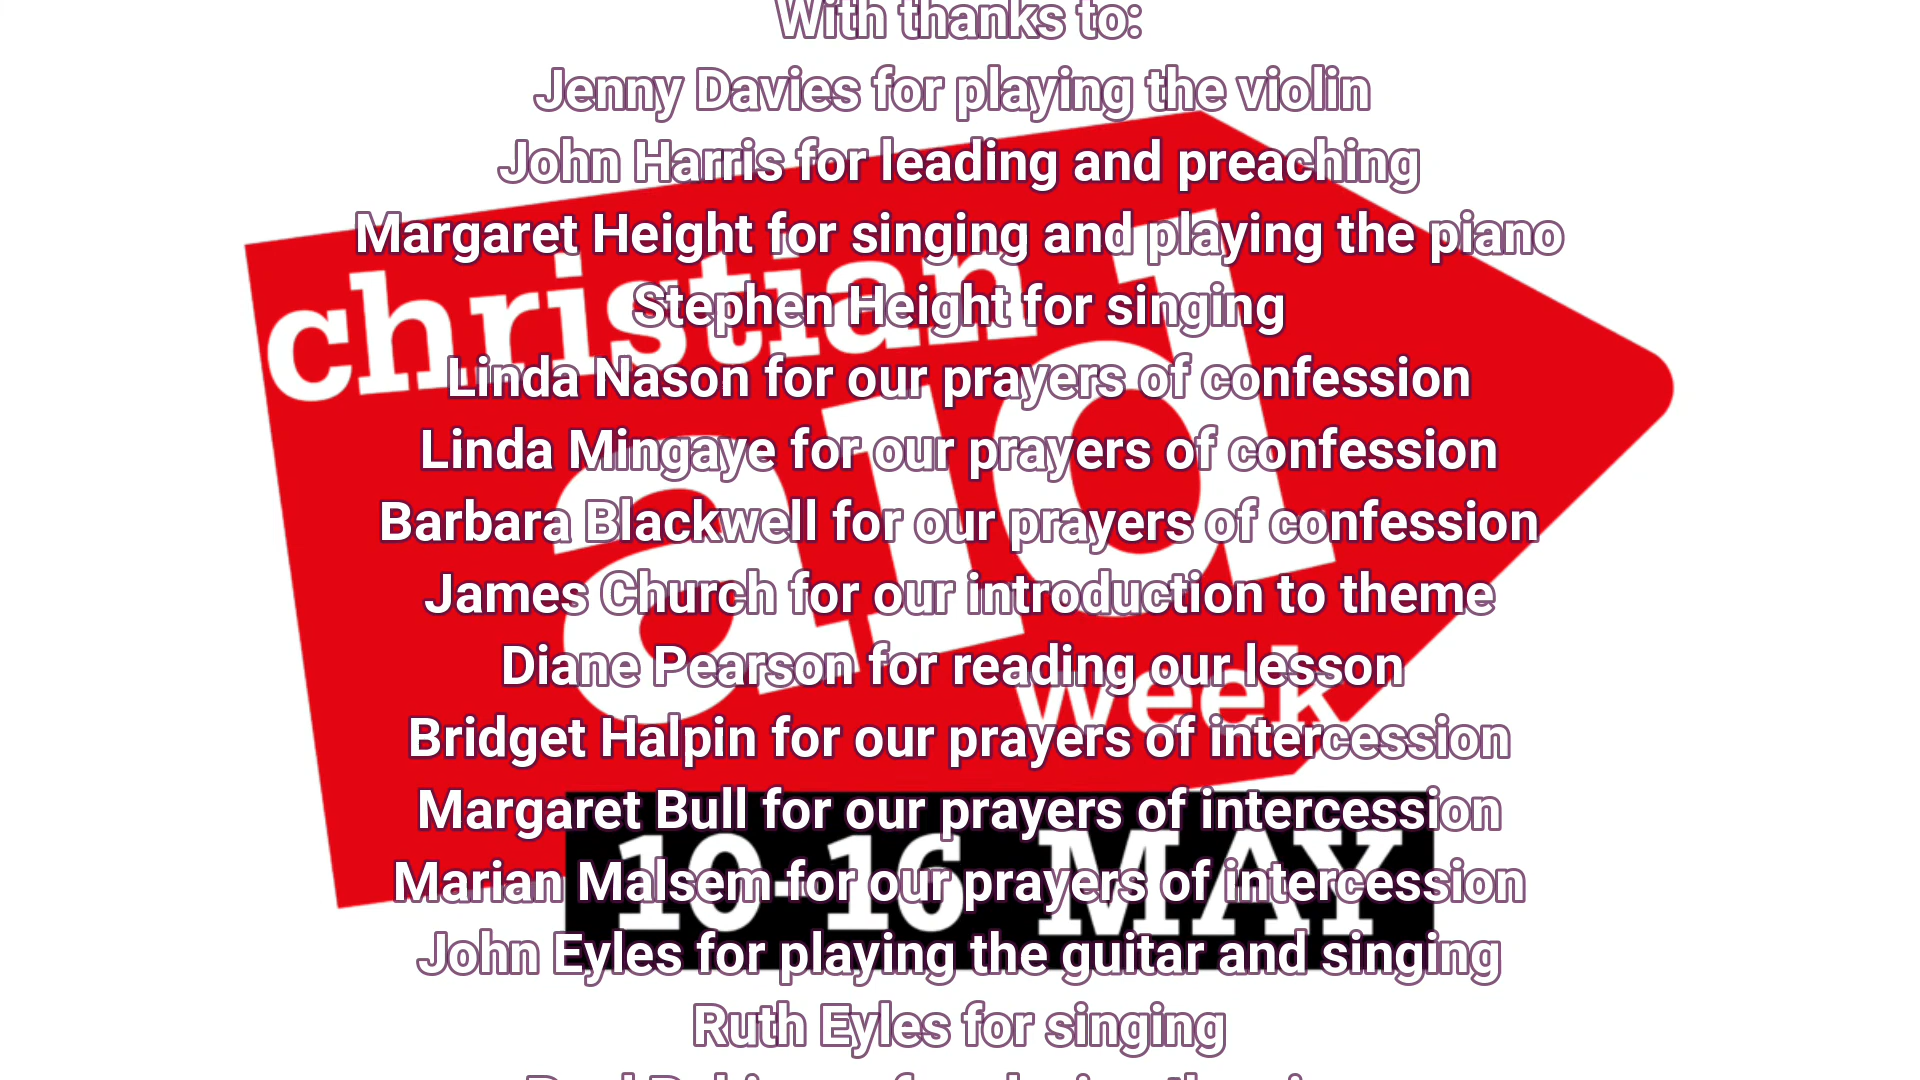 With thanks to:
Jenny Davies for playing the violin
John Harris for leading and preaching
Margaret Height for singing and playing the piano
Stephen Height for singing
Linda Nason for our prayers of confession
Linda Mingaye for our prayers of confession
Barbara Blackwell for our prayers of confession
James Church for our introduction to theme
Diane Pearson for reading our lesson
Bridget Halpin for our prayers of intercession
Margaret Bull for our prayers of intercession
Marian Malsem for our prayers of intercession
John Eyles for playing the guitar and singing
Ruth Eyles for singing
christian
aid
week
10-16 MAY